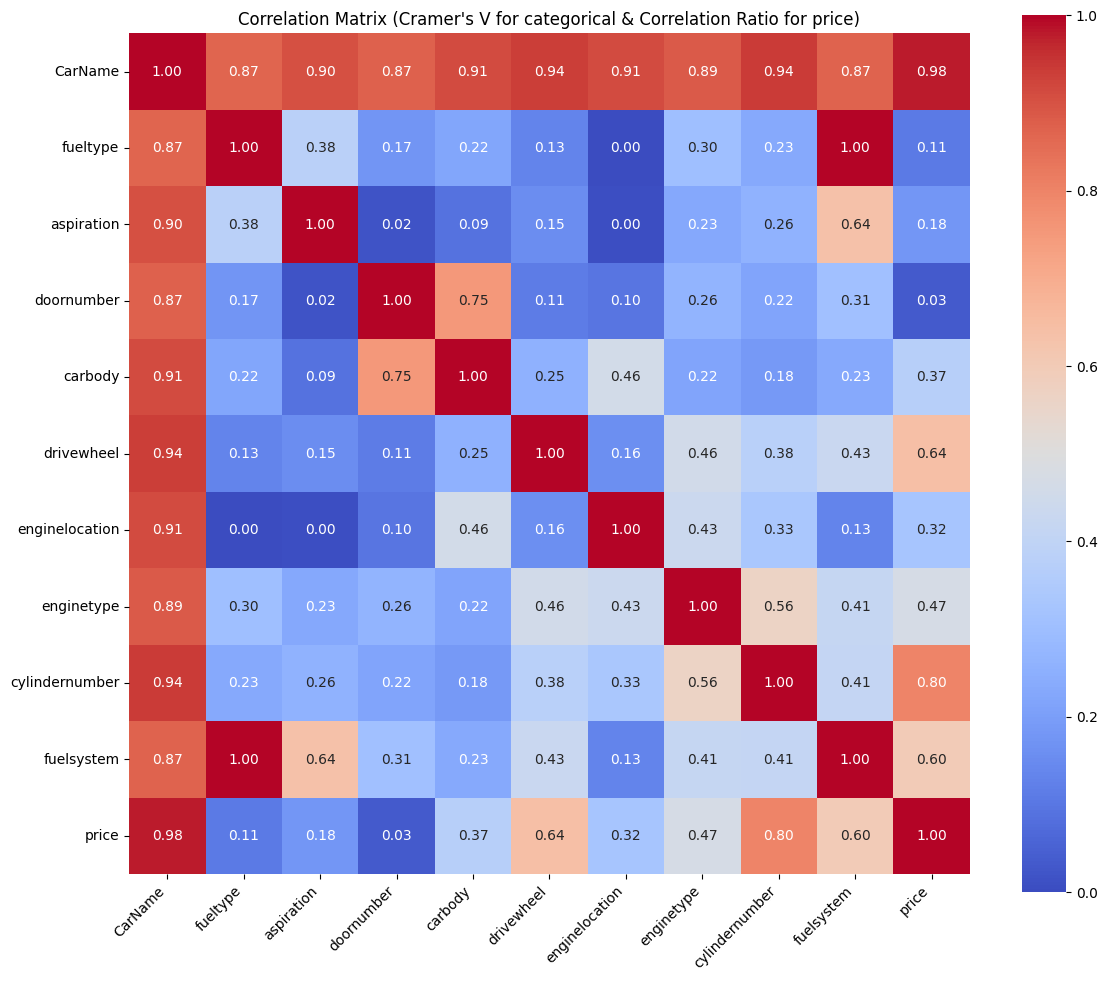 Correlation Matrix (Cramer's V for categorical & Correlation Ratio for price)
CarName 1.00 0.87 0.90 0.87 0.91 0.94 0.91 0.89 0.94 0.87 0.98
fueltype 0.87 1.00 0.38 0.17 0.22 0.13 0.00 0.30 0.23 1.00 0.11
aspiration 0.90 0.38 1.00 0.02 0.09 0.15 0.00 0.23 0.26 0.64 0.18
doornumber 0.87 0.17 0.02 1.00 0.75 0.11 0.10 0.26 0.22 0.31 0.03
carbody 0.91 0.22 0.09 0.75 1.00 0.25 0.46 0.22 0.18 0.23 0.37
drivewheel 0.94 0.13 0.15 0.11 0.25 1.00 0.16 0.46 0.38 0.43 0.64
enginelocation 0.91 0.00 0.00 0.10 0.46 0.16 1.00 0.43 0.33 0.13 0.32
enginetype 0.89 0.30 0.23 0.26 0.22 0.46 0.43 1.00 0.56 0.41 0.47
cylindernumber 0.94 0.23 0.26 0.22 0.18 0.38 0.33 0.56 1.00 0.41 0.80
fuelsystem 0.87 1.00 0.64 0.31 0.23 0.43 0.13 0.41 0.41 1.00 0.60
price 0.98 0.11 0.18 0.03 0.37 0.64 0.32 0.47 0.80 0.60 1.00
CarName fueltype aspiration doornumber carbody drivewheel enginelocation enginetype cylindernumber fuelsystem price
1.0
0.8
0.6
0.4
0.2
0.0